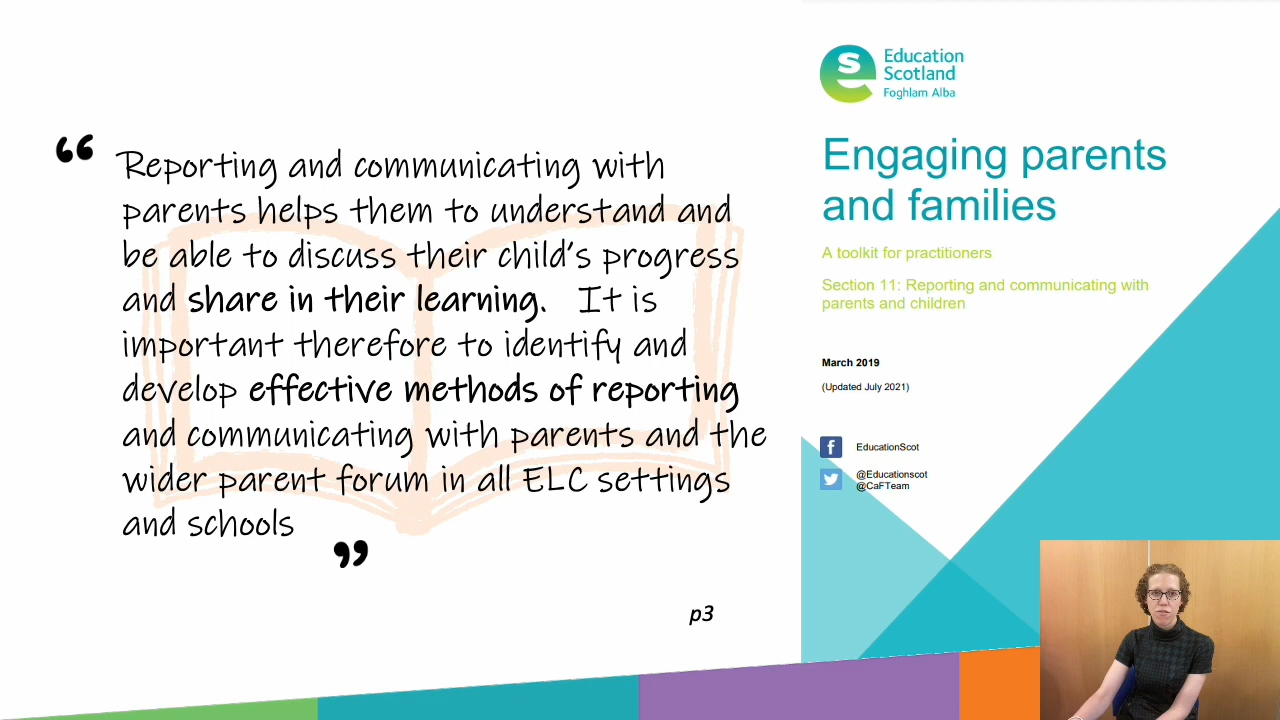 “
Reporting and communicating with
parents helps them to understand and
be able to discuss their child’s progress
and share in their learning. It is
important therefore to identify and
develop effective methods of reporting
and communicating with parents and the
wider parent forum in all ELC settings
and schools
”
p3
Education
Scotland
Foghlam Alba
Engaging parents
and families
A toolkit for practitioners
Section 11: Reporting and communicating with
parents and children
March 2019
(Updated July 2021)
EducationScot
@Educationscot
@CaFTeam